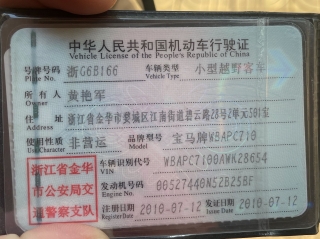 中华人民共和国机动车行驶证
Vehicle License of the People's Republic of China
号牌号码 浙G6B166 车辆类型 小型越野客车
Plate No. Vehicle Type
所有人 黄艳军
Owner
住址 浙江省金华市婺城区江南街道碧云路28号2单元501室
Address
使用性质 非营运 品牌型号 宝马牌WBAPC710
Use Character Model
浙江省金华市公安局交通警察支队
车辆识别代号 WBAPC7100AWK28654
VIN
发动机号码 00527440N52B25BF
Engine No.
注册日期 2010-07-12 发证日期 2010-07-12
Register Date Issue Date